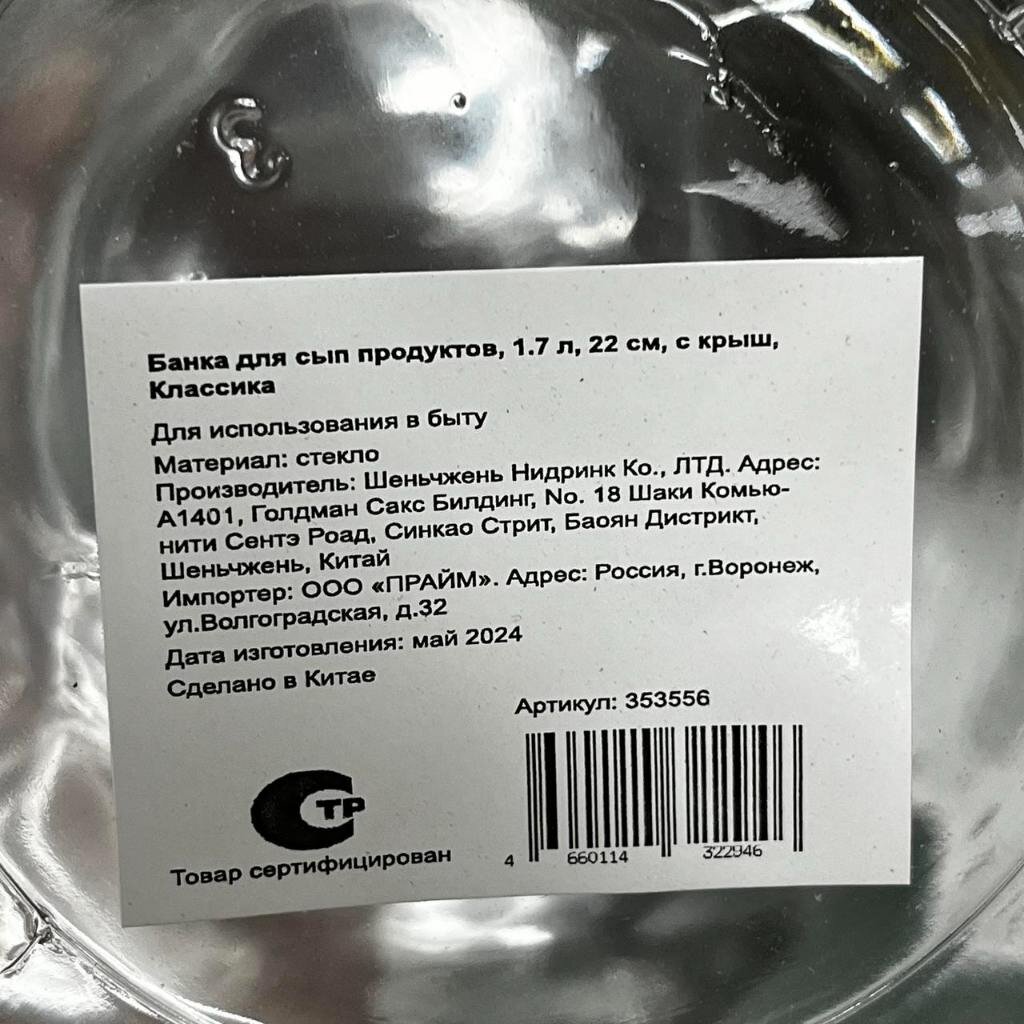 Банка для сып продуктов, 1.7 л, 22 см, с крыш,
Классика
Для использования в быту
Материал: стекло
Производитель: Шеньчжень Нидринк Ко., ЛТД. Адрес:
А1401, Голдман Сакс Билдинг, No. 18 Шаки Комью-
нити Сентэ Роад, Синкао Стрит, Баоян Дистрикт,
Шеньчжень, Китай
Импортер: ООО «ПРАЙМ». Адрес: Россия, г.Воронеж,
ул.Волгоградская, д.32
Дата изготовления: май 2024
Сделано в Китае
Артикул: 353556
СТР
Товар сертифицирован
4 660114 322946